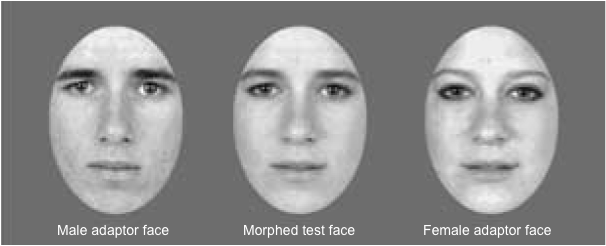 Male adaptor face
Morphed test face
Female adaptor face